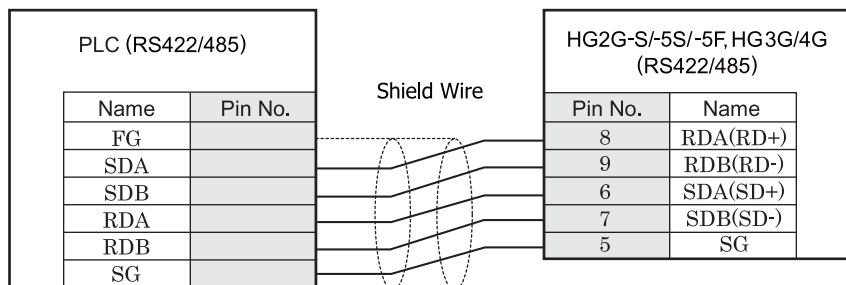 PLC (RS422/485)
Name Pin No.
FG
SDA
SDB
RDA
RDB
SG
Shield Wire
HG2G-S/-5S/-5F, HG3G/4G
(RS422/485)
Pin No. Name
8 RDA(RD+)
9 RDB(RD-)
6 SDA(SD+)
7 SDB(SD-)
5 SG